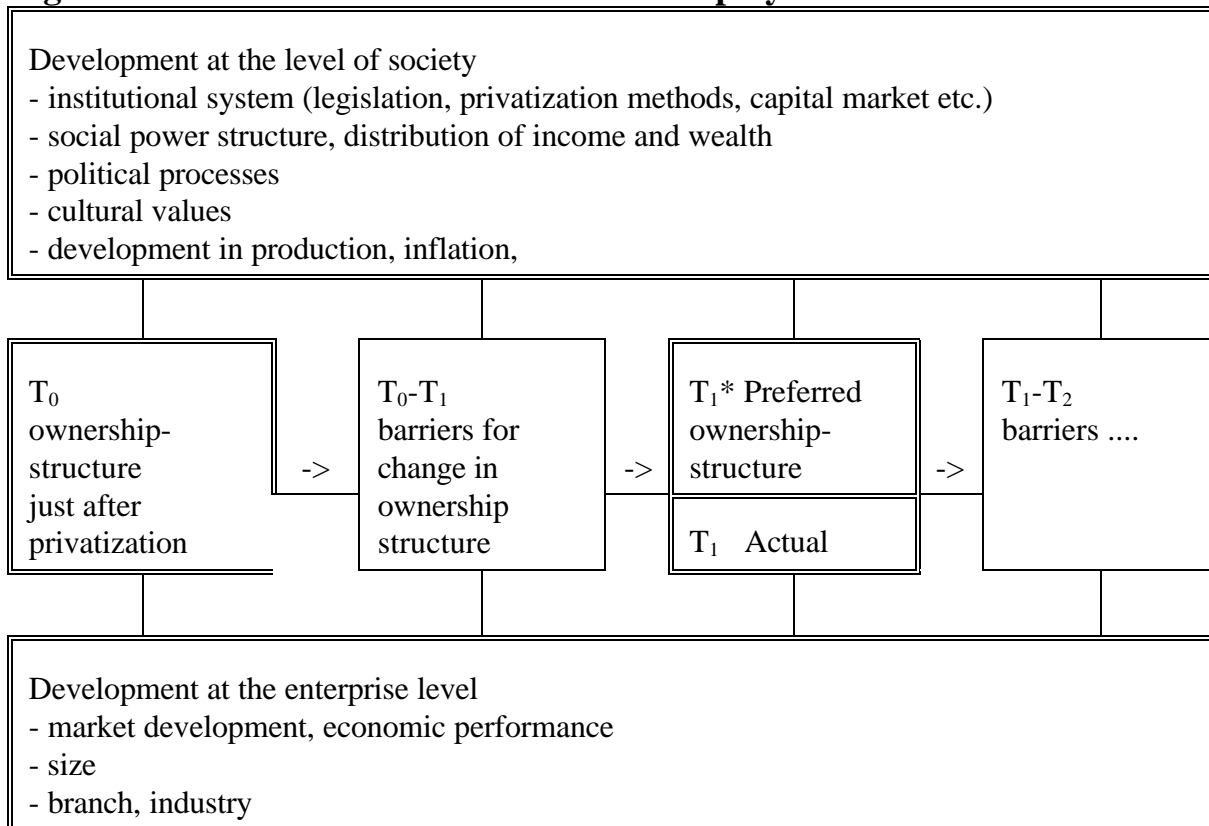 Development at the level of society
- institutional system (legislation, privatization methods, capital market etc.)
- social power structure, distribution of income and wealth
- political processes
- cultural values
- development in production, inflation,
T₀
ownership-
structure
just after
privatization
->
T₀-T₁
barriers for
change in
ownership
structure
->
T₁* Preferred
ownership-
structure
T₁ Actual
->
T₁-T₂
barriers ....
Development at the enterprise level
- market development, economic performance
- size
- branch, industry